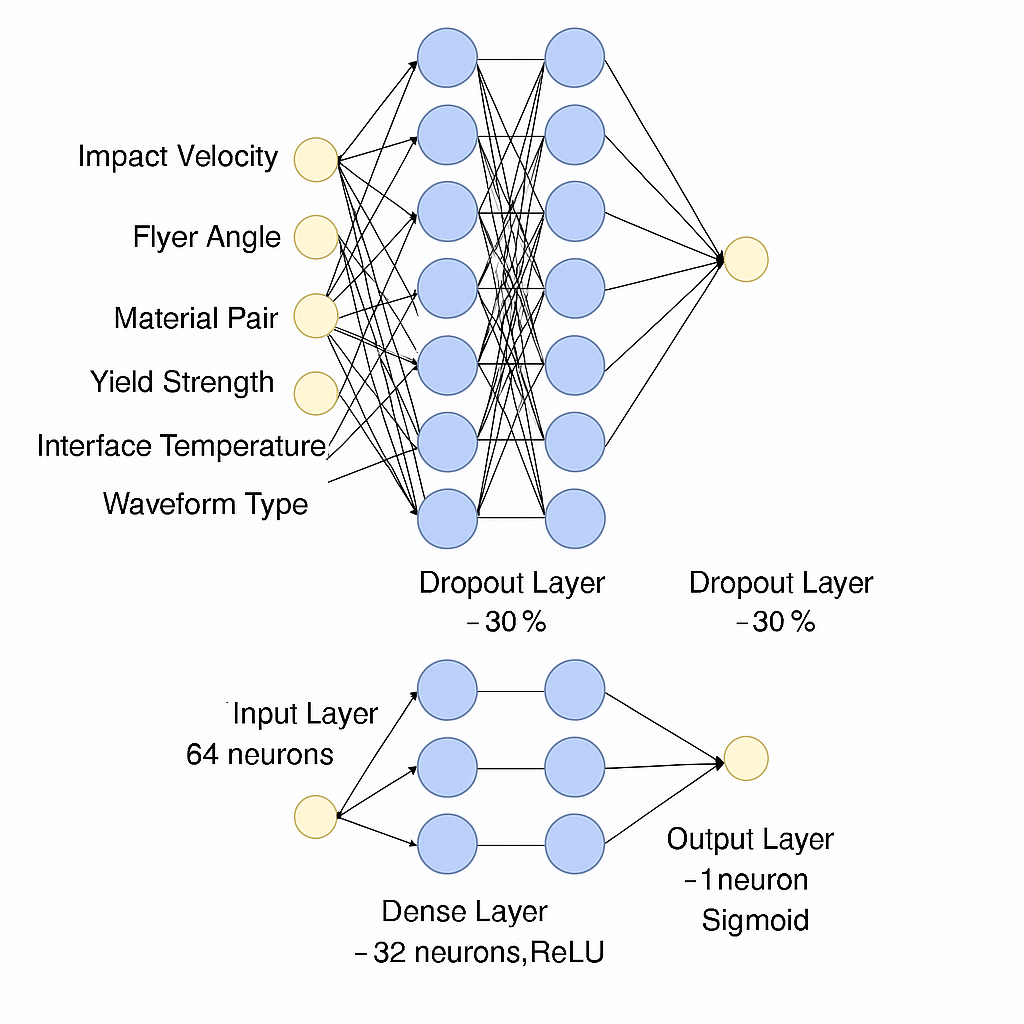 Impact Velocity
Flyer Angle
Material Pair
Yield Strength
Interface Temperature
Waveform Type
Dropout Layer
-30 %
Dropout Layer
-30 %
Input Layer
64 neurons
Output Layer
-1neuron
Sigmoid
Dense Layer
-32 neurons,ReLU